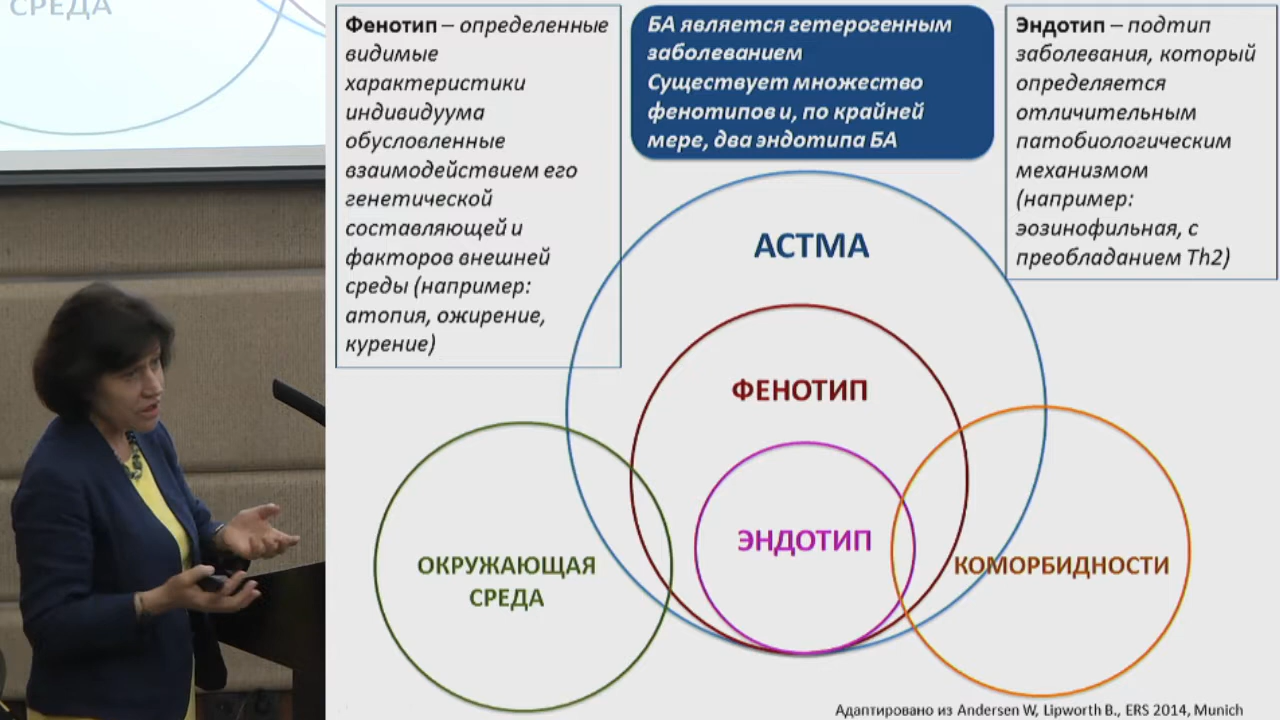 СРЕДА
Фенотип – определенные
видимые
характеристики
индивидуума
обусловленные
взаимодействием его
генетической
составляющей и
факторов внешней
среды (например:
атопия, ожирение,
курение)
БА является гетерогенным
заболеванием
Существует множество
фенотипов и, по крайней
мере, два эндотипа БА
Эндотип – подтип
заболевания, который
определяется
отличительным
патобиологическим
механизмом
(например:
эозинофильная, с
преобладанием Th2)
АСТМА
ФЕНОТИП
ЭНДОТИП
ОКРУЖАЮЩАЯ
СРЕДА
КОМОРБИДНОСТИ
Адаптировано из Andersen W, Lipworth B., ERS 2014, Munich